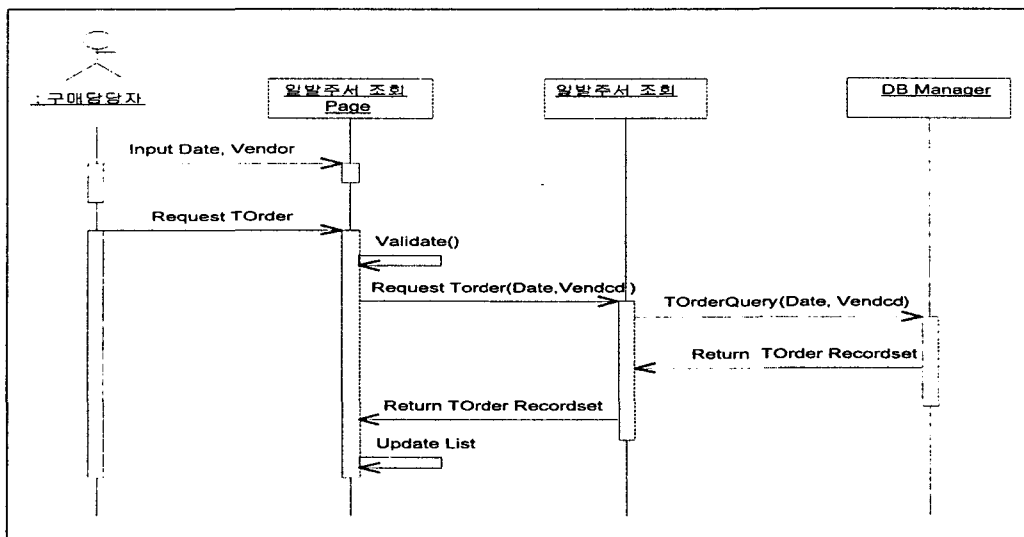 : 구매담당자
일발주서 조회
Page
일발주서 조회
DB Manager
Input Date, Vendor
Request TOrder
Validate()
Request Torder(Date,Vendcd )
TOrderQuery(Date, Vendcd)
Return TOrder Recordset
Return TOrder Recordset
Update List